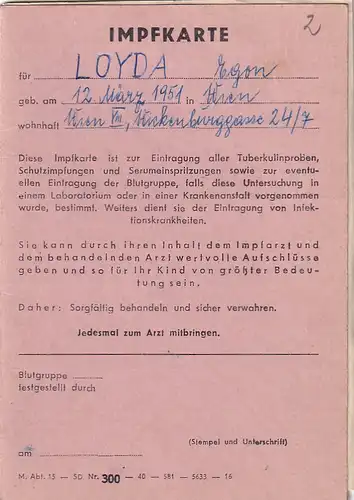 2
IMPFKARTE
für LOYDA Egon
geb. am 12. März 1951 in Wien
wohnhaft Wien VII, 24/7
Diese Impfkarte ist zur Eintragung aller Tuberkulinproben,
Schutzimpfungen und Serumeinspritzungen sowie zur eventu-
ellen Eintragung der Blutgruppe, falls diese Untersuchung in
einem Laboratorium oder in einer Krankenanstalt vorgenommen
wurde, bestimmt. Weiters dient sie der Eintragung von Infek-
tionskrankheiten.
Sie kann durch ihren Inhalt dem Impfarzt und
dem behandelnden Arzt wertvolle Aufschlüsse
geben und so für Ihr Kind von größter Bedeu-
tung sein.
Daher: Sorgfältig behandeln und sicher verwahren.
Jedesmal zum Arzt mitbringen.
Blutgruppe
festgestellt durch
(Stempel und Unterschrift)
am
M. Abt. 15 — SD. Nr. 300 — 40 — 581 — 5633 — 16